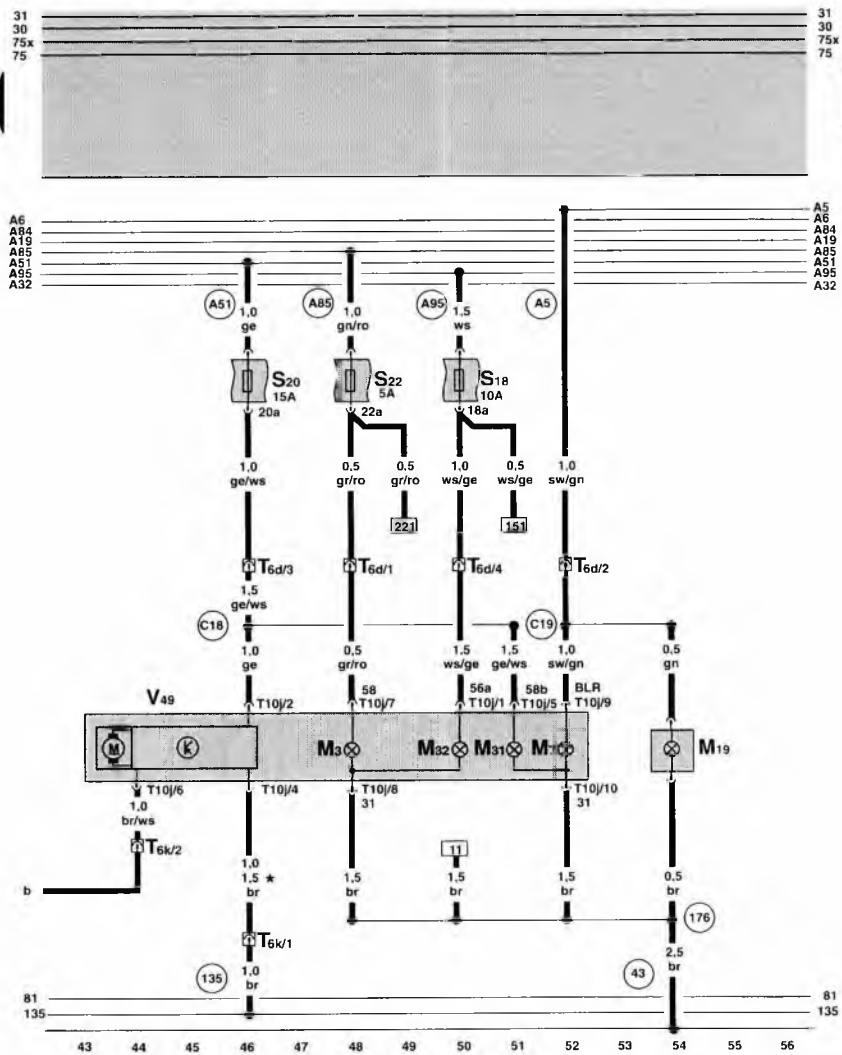 31 31
30 30
75x 75x
75 75
A5
A6 A6
A84 A84
A19 A19
A85 A85
A51 A51
A95 A95
A32 A32
A51 A85 A95 A5
1,0 1,0 1,5
ge gn/ro ws
S20 S22 S18
15A 5A 10A
20a 22a 18a
1,0 0,5 0,5 1,0 0,5 1,0
ge/ws gr/ro gr/ro ws/ge ws/ge sw/gn
221 151
T6d/3 T6d/1 T6d/4 T6d/2
1,5
ge/ws
C18 C19
1,0 0,5 1,5 1,5 1,0 0,5
ge gr/ro ws/ge ge/ws sw/gn gn
V49 58 56a 58b BLR
T10j/2 T10j/7 T10j/1 T10j/5 T10j/9
M k M3 M32 M31 M19
T10j/6 T10j/4 T10j/8 T10j/10
31 31
1,0
br/ws
T6k/2
11
b
1,0
1,5 * 1,5 1,5 1,5 0,5
br br br br br
176
T6k/1
135 1,0 43 2,5
br br
81 81
135 135
43 44 45 46 47 48 49 50 51 52 53 54 55 56